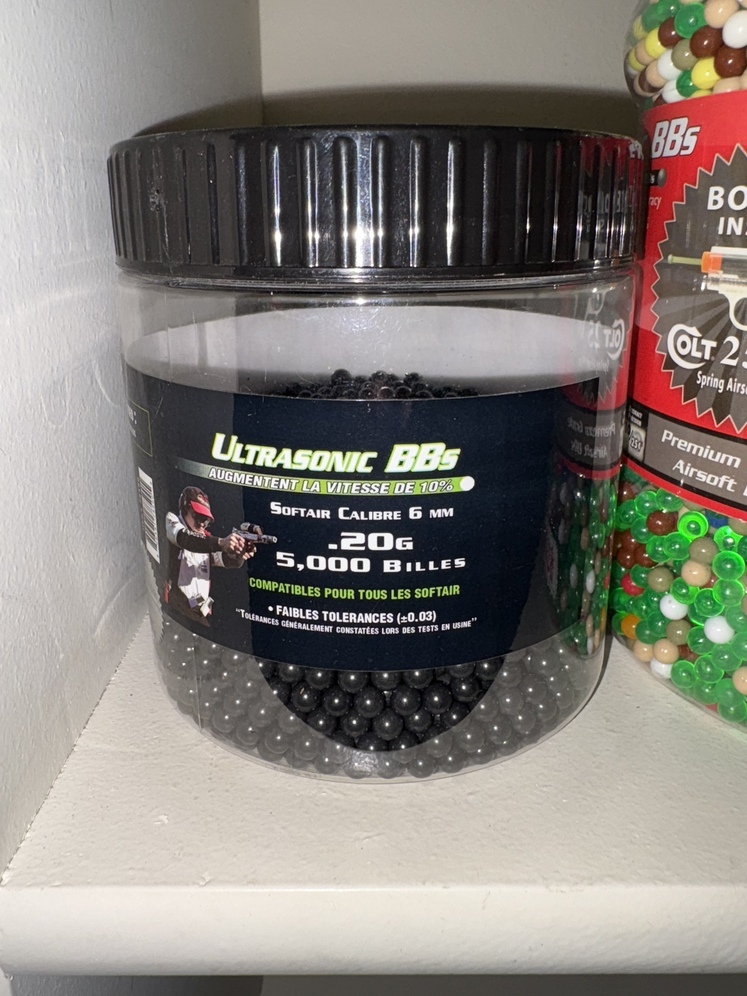 ULTRASONIC BBs
AUGMENTENT LA VITESSE DE 10%
SOFTAIR CALIBRE 6 MM
.20G
5,000 BILLES
COMPATIBLES POUR TOUS LES SOFTAIR
• FAIBLES TOLERANCES (±0.03)
"TOLÉRANCES GÉNÉRALEMENT CONSTATÉES LORS DES TESTS EN USINE"
BBs
COLT 25
Spring Airs
Premium
Airsoft